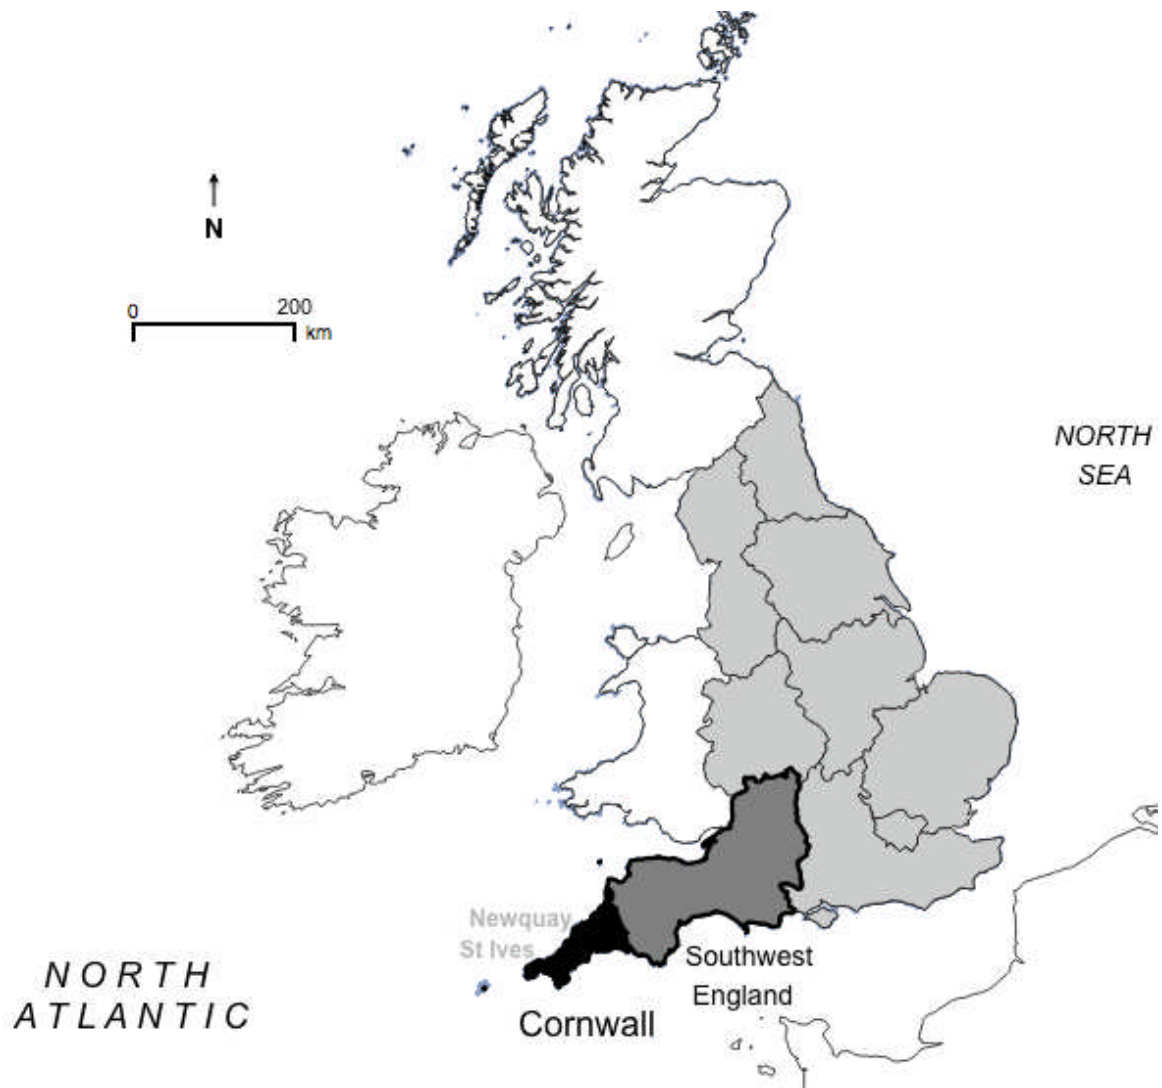 N
0 200
km
NORTH
SEA
Newquay
St Ives
Southwest
England
Cornwall
NORTH
ATLANTIC